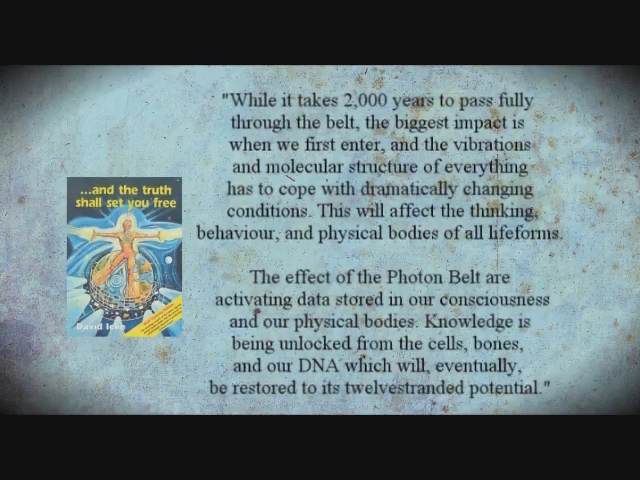 "While it takes 2,000 years to pass fully
through the belt, the biggest impact is
when we first enter, and the vibrations
and molecular structure of everything
has to cope with dramatically changing
conditions. This will affect the thinking,
behaviour, and physical bodies of all lifeforms.
The effect of the Photon Belt are
activating data stored in our consciousness
and our physical bodies. Knowledge is
being unlocked from the cells, bones,
and our DNA which will, eventually,
be restored to its twelvestranded potential."
...and the truth
shall set you free
David Icke